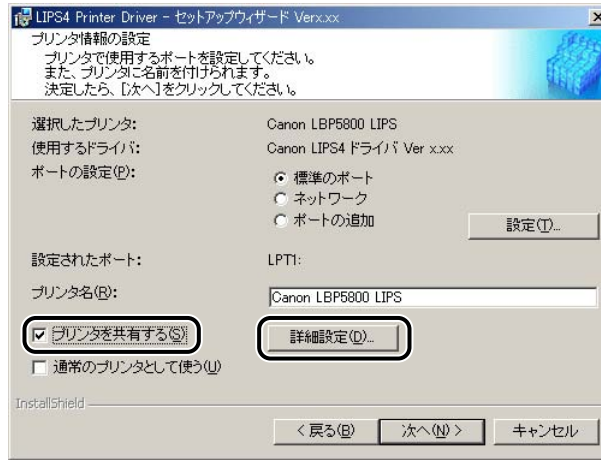 LIPS4 Printer Driver - セットアップウィザード Verx.xx
プリンタ情報の設定
プリンタで使用するポートを設定してください。
また、プリンタに名前を付けられます。
決定したら、[次へ]をクリックしてください。
選択したプリンタ: Canon LBP5800 LIPS
使用するドライバ: Canon LIPS4 ドライバ Ver x.xx
ポートの設定(P): 標準のポート
ネットワーク
ポートの追加 設定(T)...
設定されたポート: LPT1:
プリンタ名(R): Canon LBP5800 LIPS
プリンタを共有する(S) 詳細設定(D)...
通常のプリンタとして使う(U)
InstallShield
< 戻る(B) 次へ(N) > キャンセル